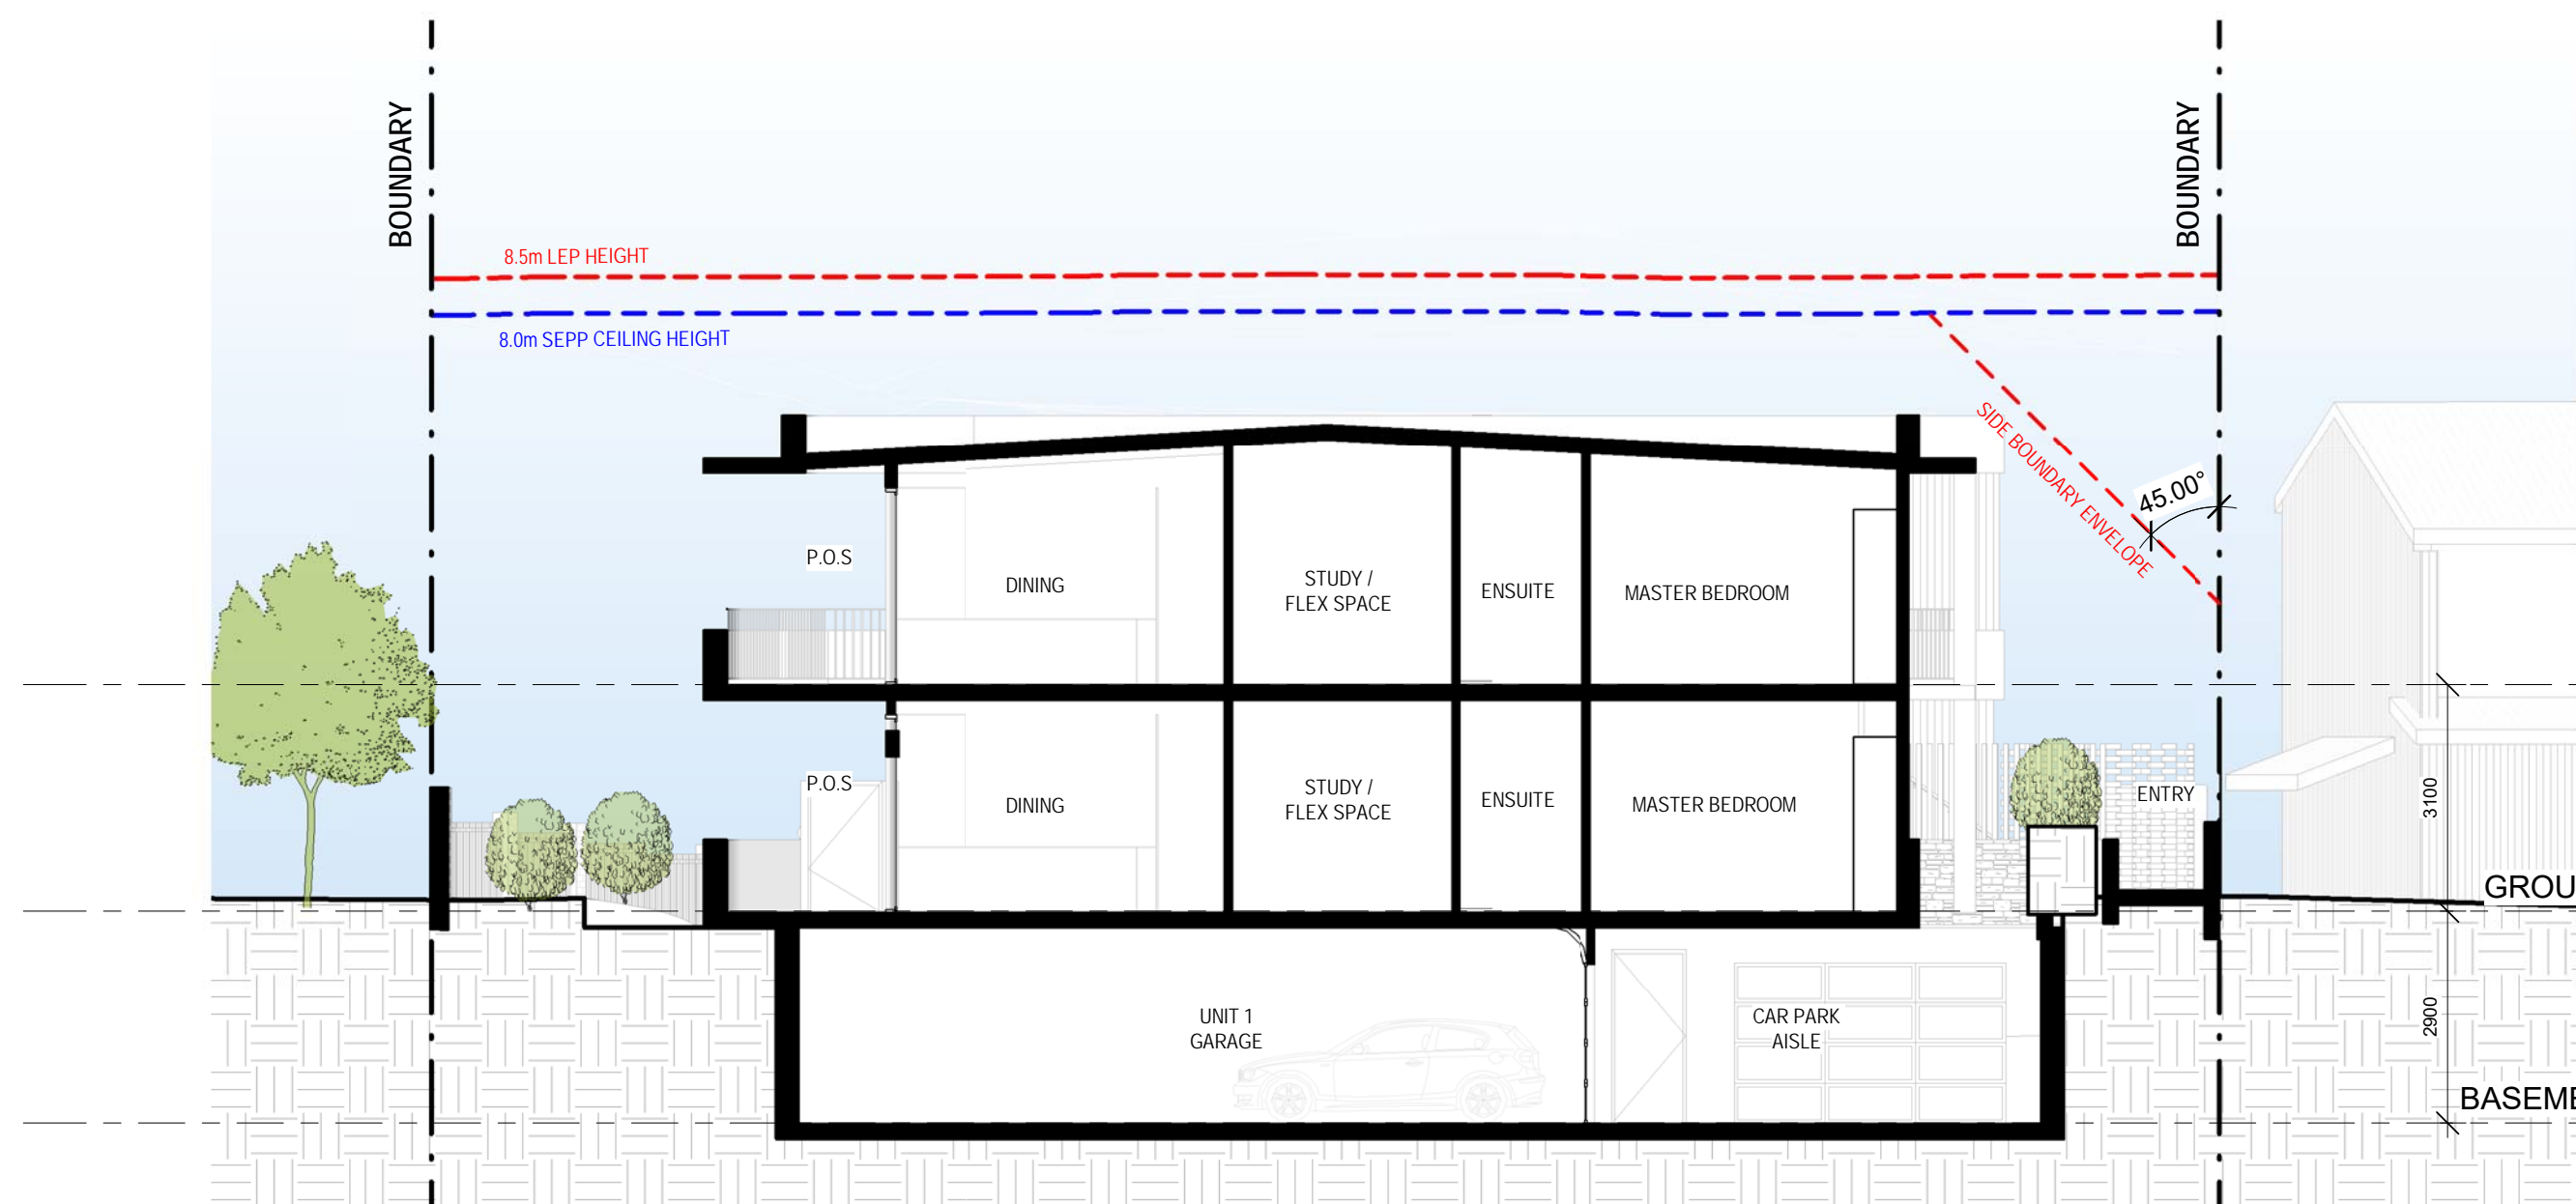 BOUNDARY
BOUNDARY
8.5m LEP HEIGHT
8.0m SEPP CEILING HEIGHT
SIDE BOUNDARY ENVELOPE
45.00°
P.O.S
DINING
STUDY /
FLEX SPACE
ENSUITE
MASTER BEDROOM
P.O.S
DINING
STUDY /
FLEX SPACE
ENSUITE
MASTER BEDROOM
ENTRY
3100
GROU
UNIT 1
GARAGE
CAR PARK
AISLE
2900
BASEME